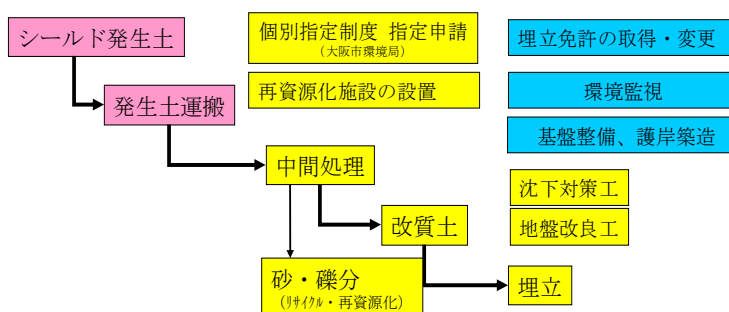 シールド発生土
個別指定制度 指定申請
（大阪市環境局）
埋立免許の取得・変更
発生土運搬
再資源化施設の設置
環境監視
基盤整備、護岸築造
中間処理
沈下対策工
改質土
地盤改良工
砂・礫分
（ﾘｻｲｸﾙ・再資源化）
埋立